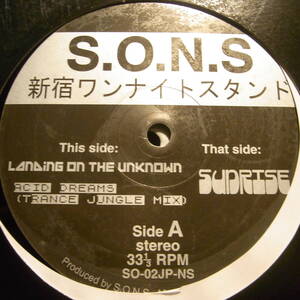 S.O.N.S
新宿ワンナイトスタンド
This side:
LANDING ON THE UNKNOWN
ACID DREAMS
(TRANCE JUNGLE MIX)
That side:
SUNRISE
Side A
stereo
33⅓ RPM
SO-02JP-NS
Produced by S.O.N.S